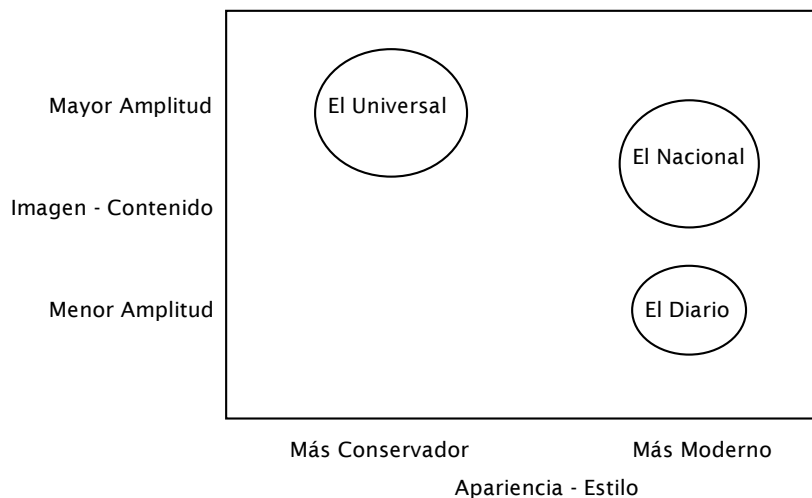 Mayor Amplitud
El Universal
El Nacional
Imagen - Contenido
Menor Amplitud
El Diario
Más Conservador
Más Moderno
Apariencia - Estilo